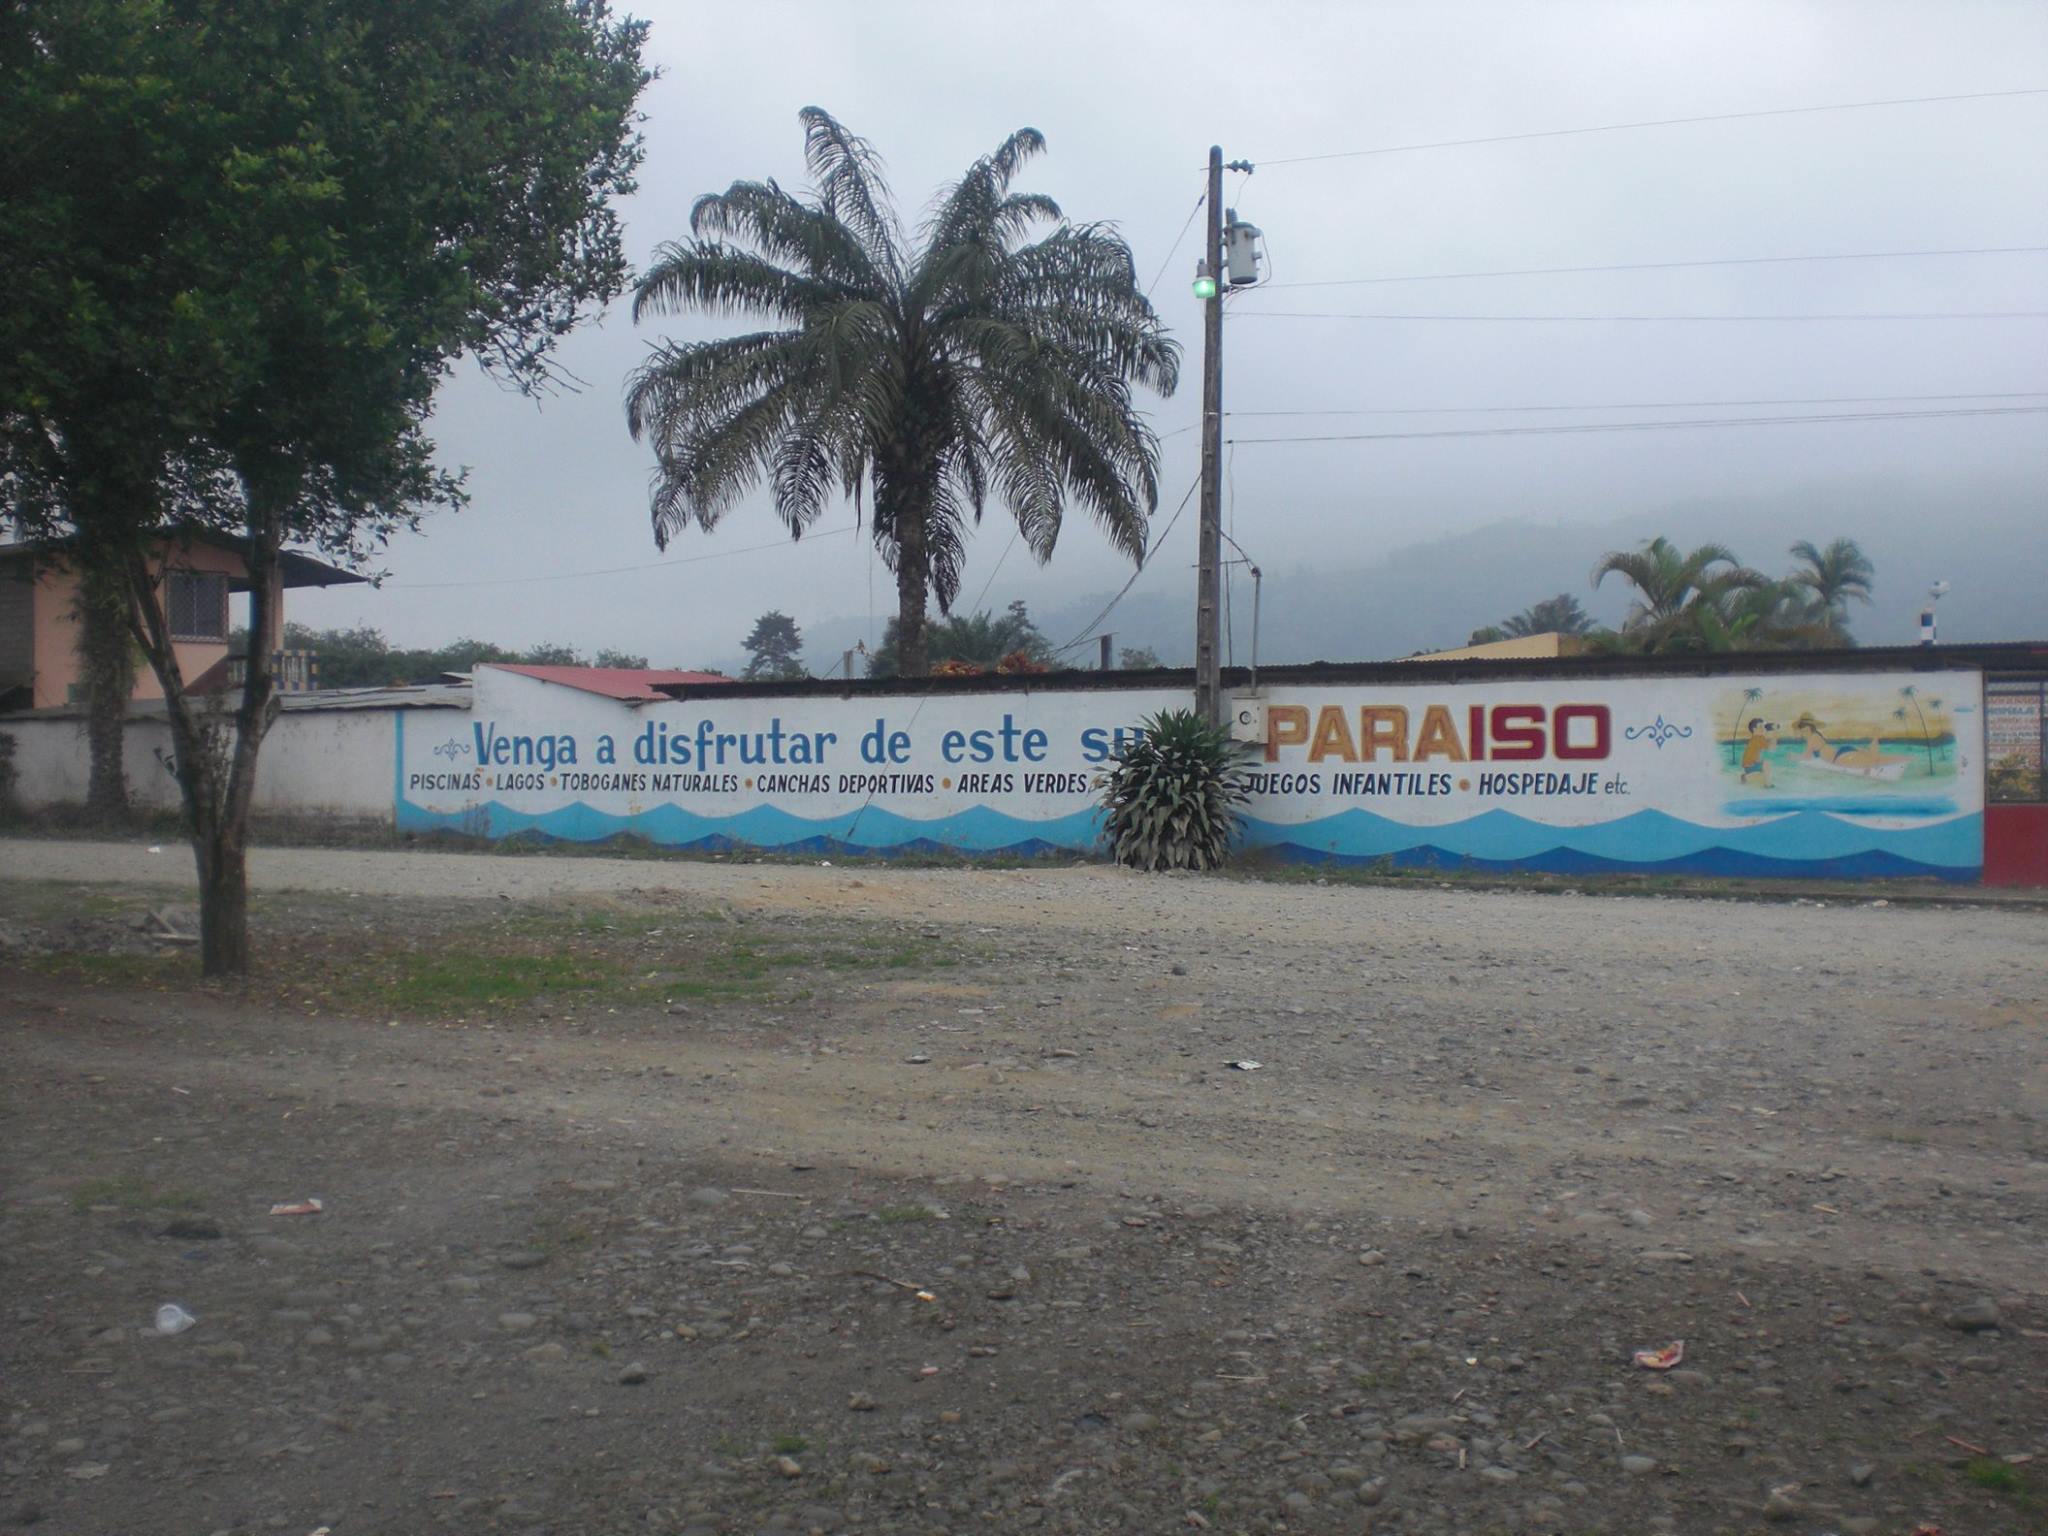 Venga a disfrutar de este su PARAISO
PISCINAS • LAGOS • TOBOGANES NATURALES • CANCHAS DEPORTIVAS • AREAS VERDES • JUEGOS INFANTILES • HOSPEDAJE etc.